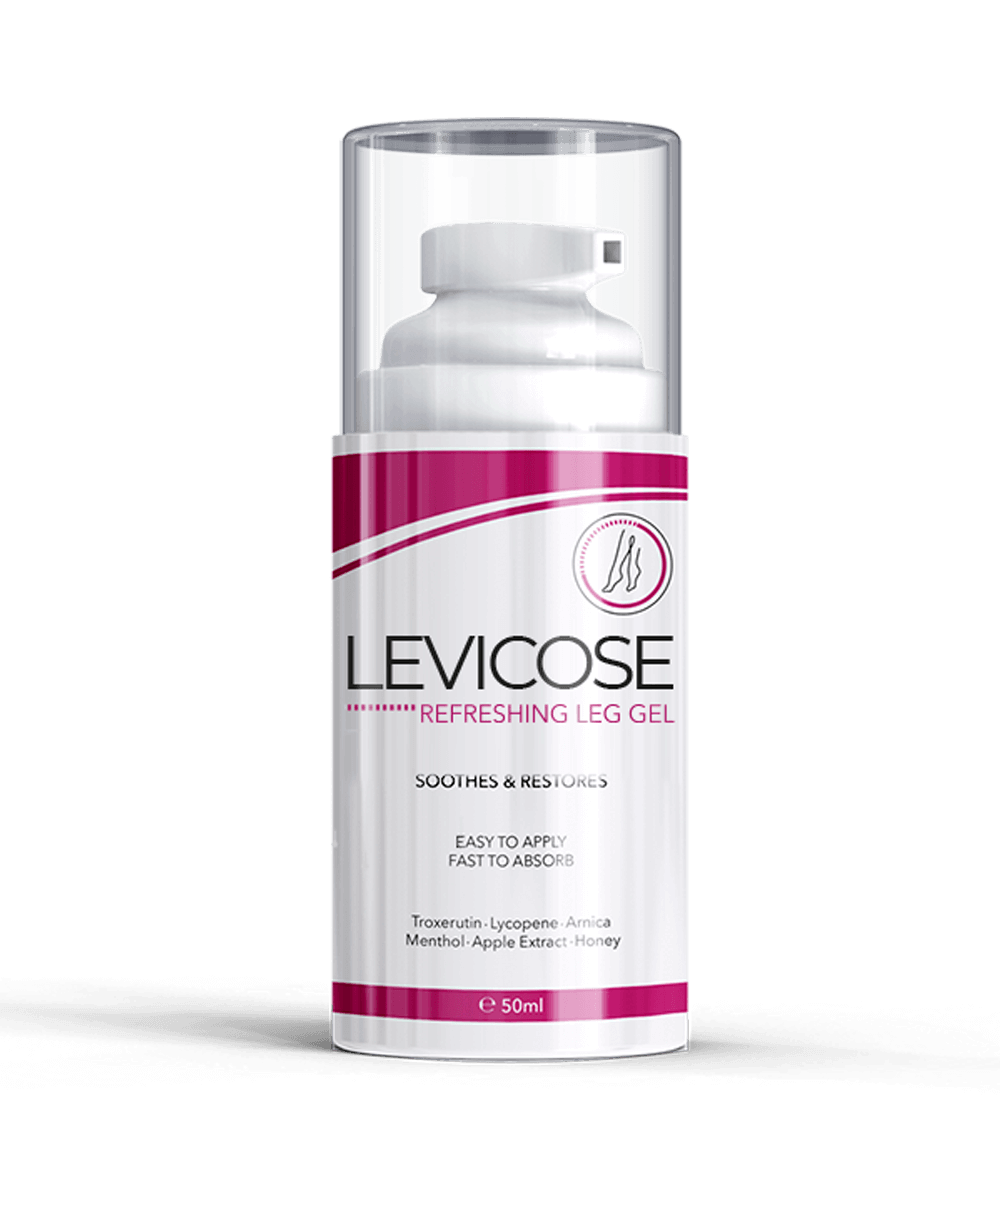 LEVICOSE
REFRESHING LEG GEL
SOOTHES & RESTORES
EASY TO APPLY
FAST TO ABSORB
Troxerutin · Lycopene · Arnica
Menthol · Apple Extract · Honey
℮ 50ml